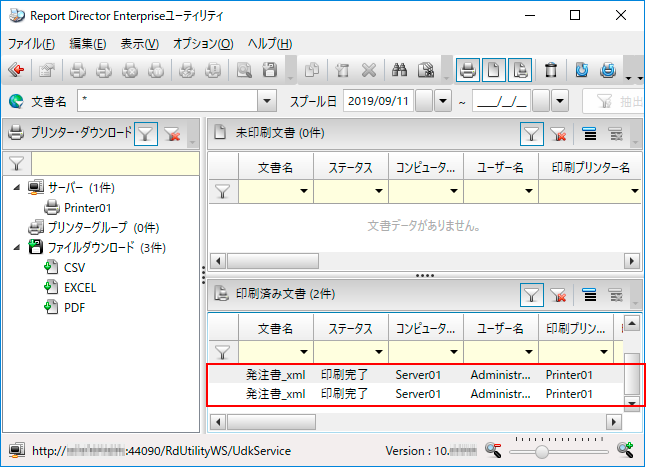 Report Director Enterpriseユーティリティ
ファイル(F) 編集(E) 表示(V) オプション(O) ヘルプ(H)
文書名 * スプール日 2019/09/11 ~ ___/__/__ 抽出
プリンター・ダウンロード
サーバー (1件)
Printer01
プリンターグループ (0件)
ファイルダウンロード (3件)
CSV
EXCEL
PDF
未印刷文書 (0件)
文書名 ステータス コンピュータ... ユーザー名 印刷プリンター名
文書データがありません。
印刷済み文書 (2件)
文書名 ステータス コンピュータ... ユーザー名 印刷プリン...
発注書_xml 印刷完了 Server01 Administr... Printer01
発注書_xml 印刷完了 Server01 Administr... Printer01
http:// :44090/RdUtilityWS/UdkService Version : 10.